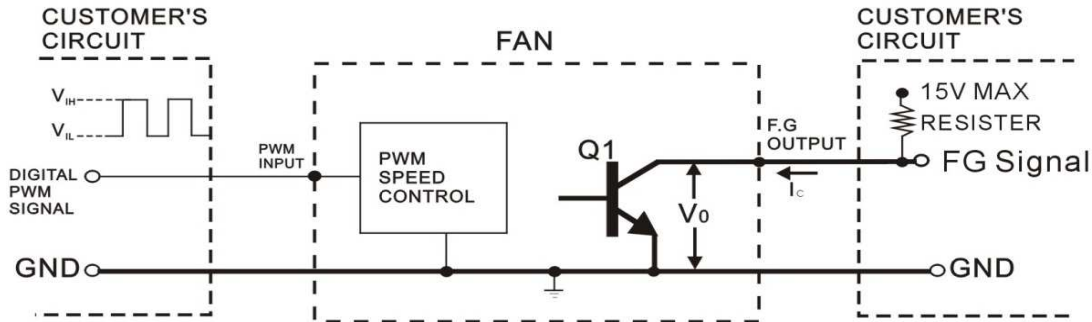 CUSTOMER'S
CIRCUIT
FAN
CUSTOMER'S
CIRCUIT
VIH
VIL
15V MAX
RESISTER
PWM
INPUT
F.G
OUTPUT
DIGITAL
PWM
SIGNAL
PWM
SPEED
CONTROL
Q1
FG Signal
IC
V0
GND
GND